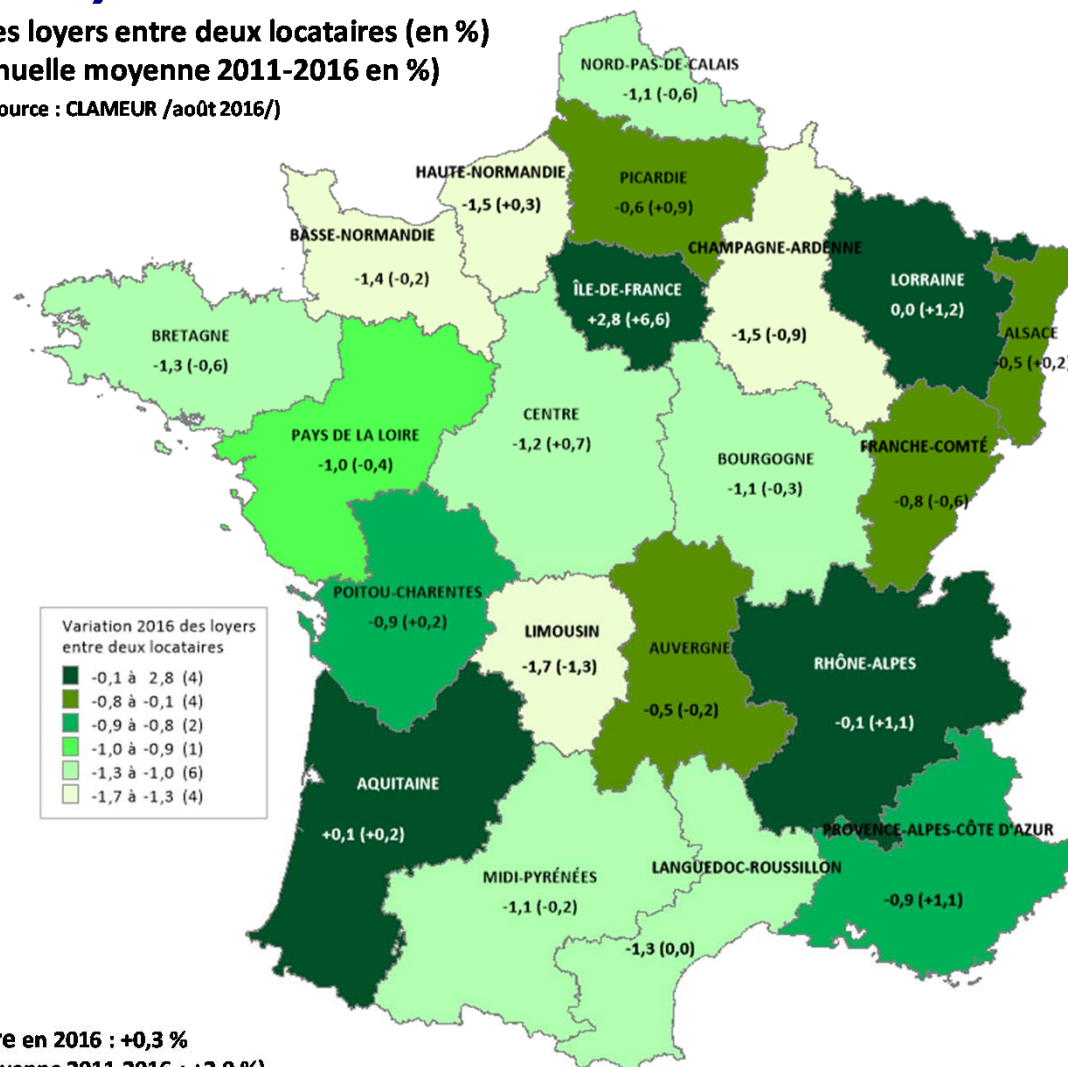 es loyers entre deux locataires (en %)
nuelle moyenne 2011-2016 en %)
ource : CLAMEUR /août 2016/)
NORD-PAS-DE-CALAIS
-1,1 (-0,6)
HAUTE-NORMANDIE
-1,5 (+0,3)
PICARDIE
-0,6 (+0,9)
BASSE-NORMANDIE
-1,4 (-0,2)
CHAMPAGNE-ARDENNE
-1,5 (-0,9)
ÎLE-DE-FRANCE
+2,8 (+6,6)
LORRAINE
0,0 (+1,2)
ALSACE
-0,5 (+0,2)
BRETAGNE
-1,3 (-0,6)
PAYS DE LA LOIRE
-1,0 (-0,4)
CENTRE
-1,2 (+0,7)
BOURGOGNE
-1,1 (-0,3)
FRANCHE-COMTÉ
-0,8 (-0,6)
POITOU-CHARENTES
-0,9 (+0,2)
LIMOUSIN
-1,7 (-1,3)
AUVERGNE
-0,5 (-0,2)
RHÔNE-ALPES
-0,1 (+1,1)
Variation 2016 des loyers
entre deux locataires
-0,1 à 2,8 (4)
-0,8 à -0,1 (4)
-0,9 à -0,8 (2)
-1,0 à -0,9 (1)
-1,3 à -1,0 (6)
-1,7 à -1,3 (4)
AQUITAINE
+0,1 (+0,2)
MIDI-PYRÉNÉES
-1,1 (-0,2)
LANGUEDOC-ROUSSILLON
-1,3 (0,0)
PROVENCE-ALPES-CÔTE D'AZUR
-0,9 (+1,1)
re en 2016 : +0,3 %
oyenne 2011-2016 : +2,0 %)